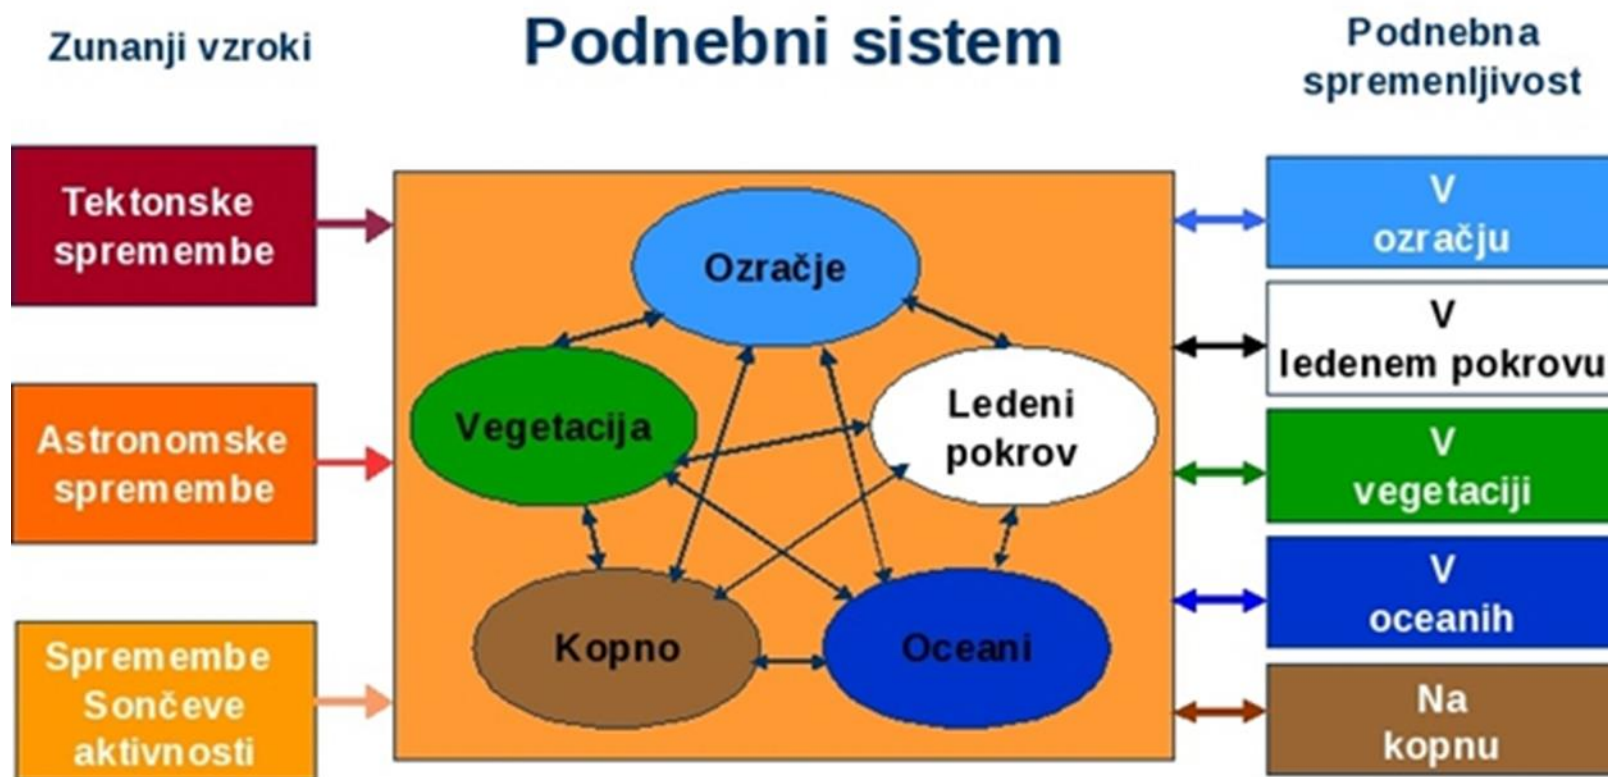 Zunanji vzroki
Podnebni sistem
Podnebna
spremenljivost
Tektonske
spremembe
Astronomske
spremembe
Spremembe
Sončeve
aktivnosti
Ozračje
Vegetacija
Ledeni
pokrov
Kopno
Oceani
V
ozračju
V
ledenem pokrovu
V
vegetaciji
V
oceanih
Na
kopnu